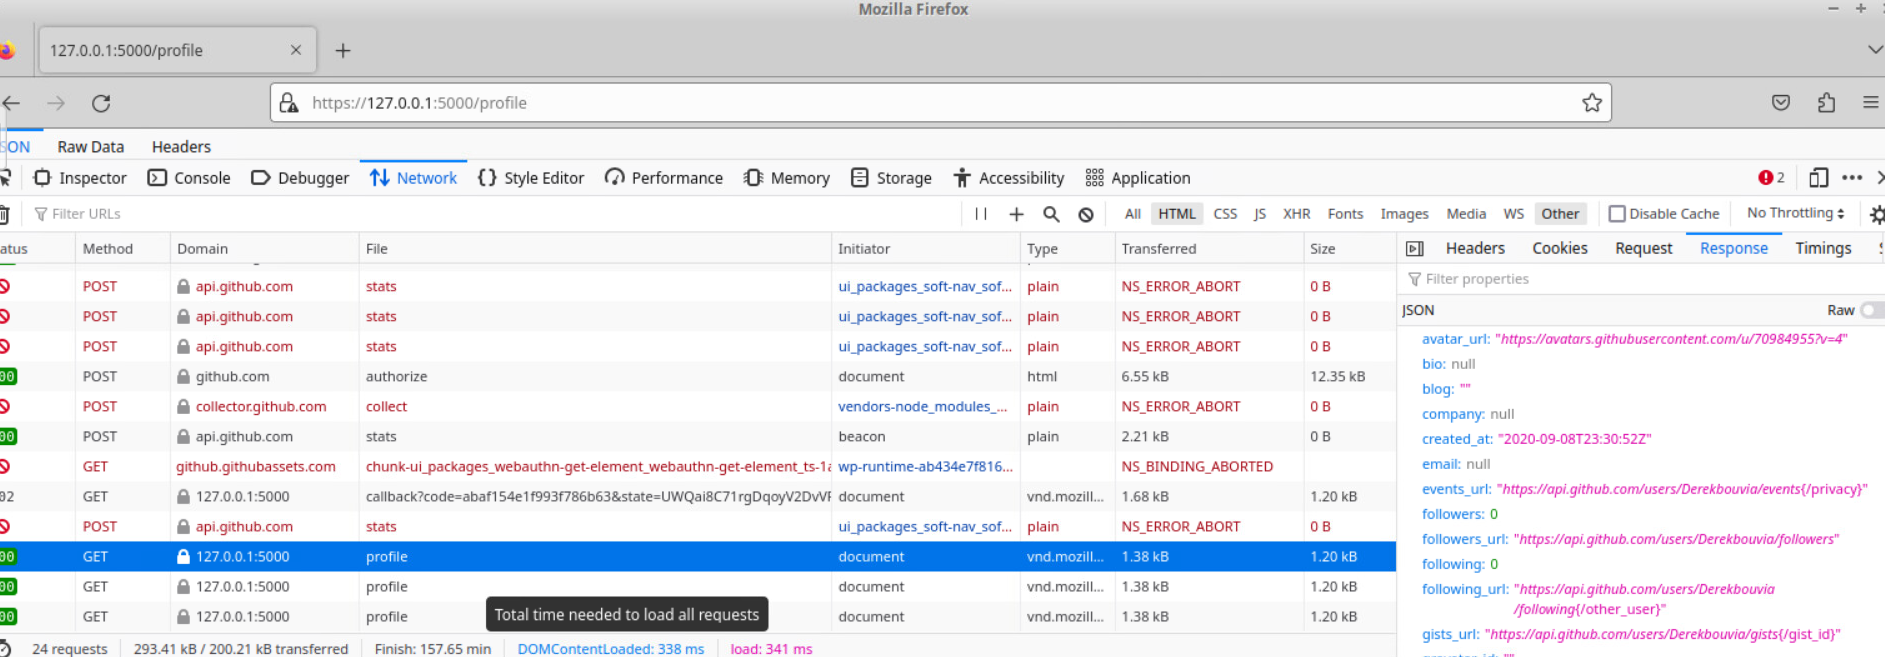 Mozilla Firefox
127.0.0.1:5000/profile
https://127.0.0.1:5000/profile
SON Raw Data Headers
Inspector Console Debugger Network Style Editor Performance Memory Storage Accessibility Application 2
Filter URLs All HTML CSS JS XHR Fonts Images Media WS Other Disable Cache No Throttling
atus Method Domain File Initiator Type Transferred Size
POST api.github.com stats ui_packages_soft-nav_sof... plain NS_ERROR_ABORT 0 B
POST api.github.com stats ui_packages_soft-nav_sof... plain NS_ERROR_ABORT 0 B
POST api.github.com stats ui_packages_soft-nav_sof... plain NS_ERROR_ABORT 0 B
00 POST github.com authorize document html 6.55 kB 12.35 kB
POST collector.github.com collect vendors-node_modules_... plain NS_ERROR_ABORT 0 B
00 POST api.github.com stats beacon plain 2.21 kB 0 B
GET github.githubassets.com chunk-ui_packages_webauthn-get-element_webauthn-get-element_ts-1a wp-runtime-ab434e7f816... NS_BINDING_ABORTED
02 GET 127.0.0.1:5000 callback?code=abaf154e1f993f786b63&state=UWQai8C71rgDqoyV2DvVF document vnd.mozill... 1.68 kB 1.20 kB
POST api.github.com stats ui_packages_soft-nav_sof... plain NS_ERROR_ABORT 0 B
00 GET 127.0.0.1:5000 profile document vnd.mozill... 1.38 kB 1.20 kB
00 GET 127.0.0.1:5000 profile document vnd.mozill... 1.38 kB 1.20 kB
00 GET 127.0.0.1:5000 profile document vnd.mozill... 1.38 kB 1.20 kB
Total time needed to load all requests
24 requests 293.41 kB / 200.21 kB transferred Finish: 157.65 min DOMContentLoaded: 338 ms load: 341 ms
Headers Cookies Request Response Timings
Filter properties
JSON Raw
avatar_url: "https://avatars.githubusercontent.com/u/70984955?v=4"
bio: null
blog: ""
company: null
created_at: "2020-09-08T23:30:52Z"
email: null
events_url: "https://api.github.com/users/Derekbouvia/events{/privacy}"
followers: 0
followers_url: "https://api.github.com/users/Derekbouvia/followers"
following: 0
following_url: "https://api.github.com/users/Derekbouvia
/following{/other_user}"
gists_url: "https://api.github.com/users/Derekbouvia/gists{/gist_id}"